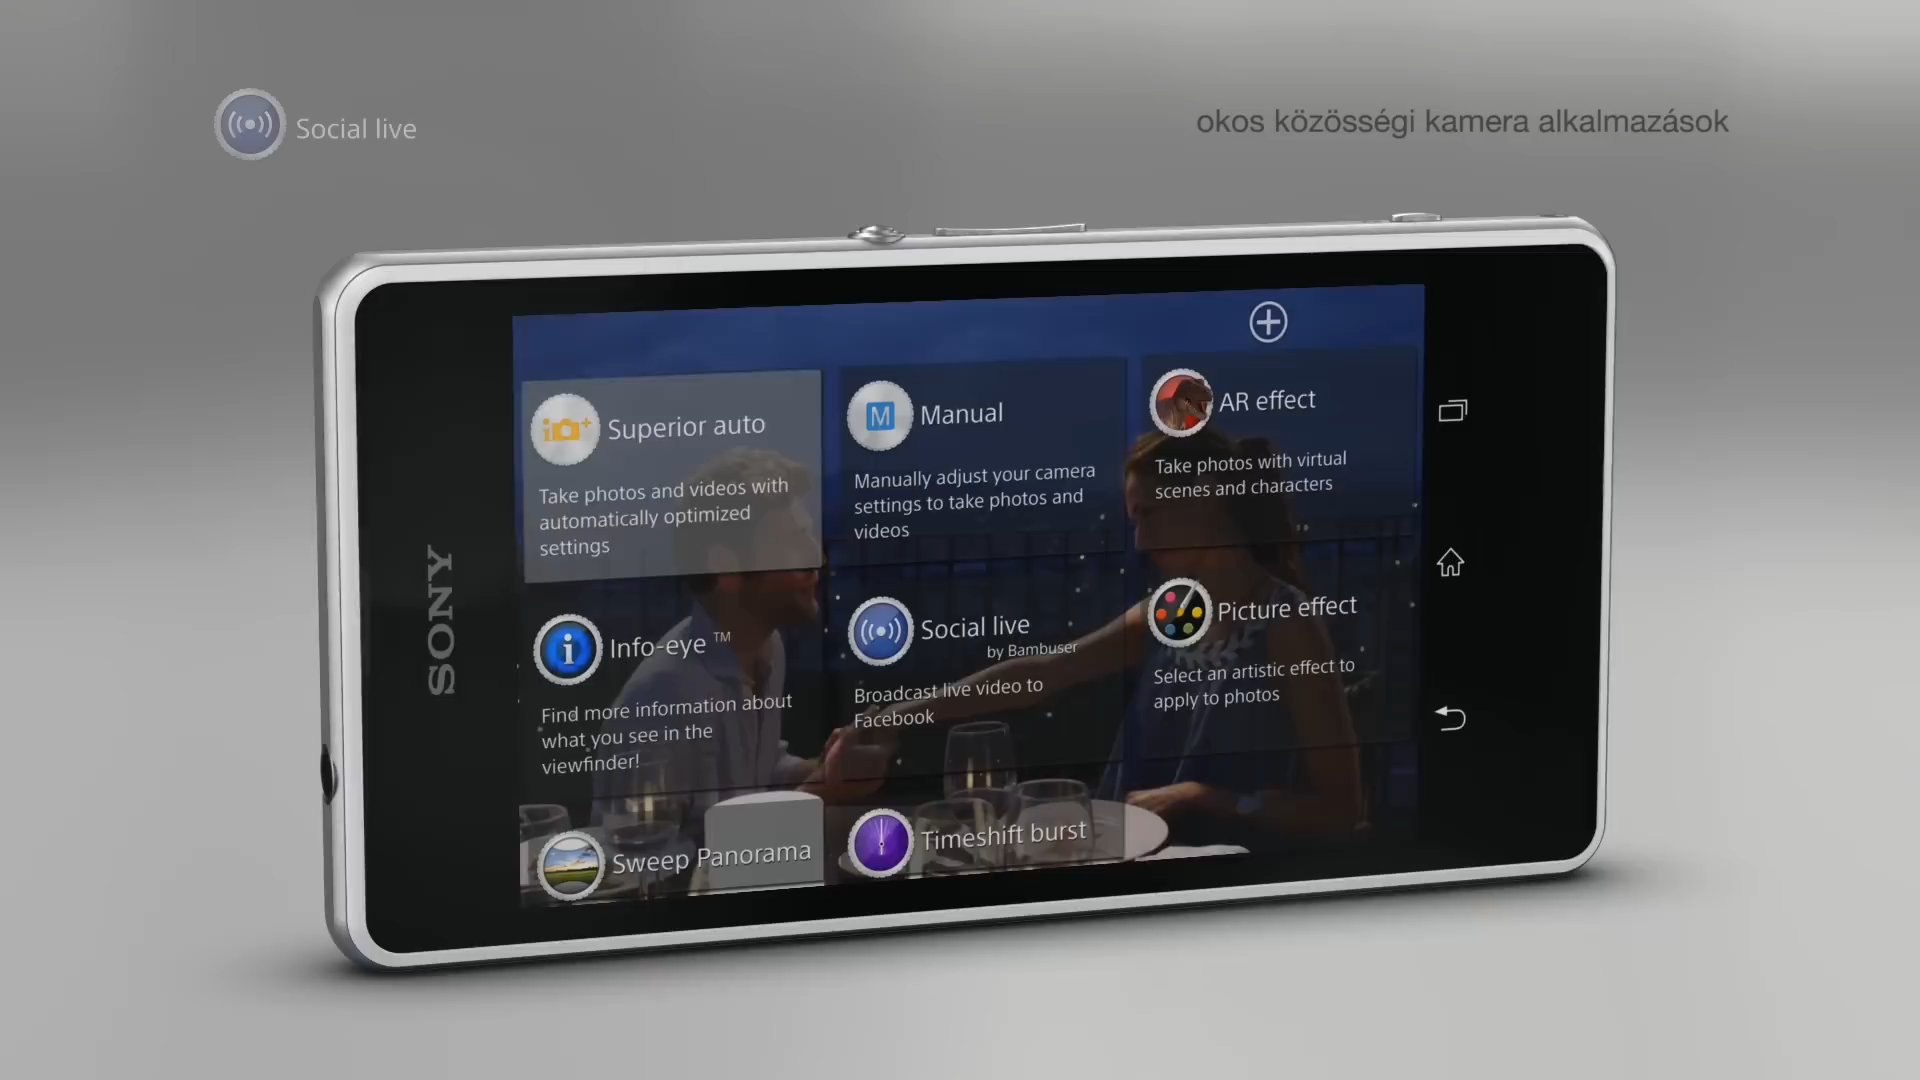 Social live
okos közösségi kamera alkalmazások
SONY
Superior auto
Take photos and videos with
automatically optimized
settings
M
Manual
Manually adjust your camera
settings to take photos and
videos
AR effect
Take photos with virtual
scenes and characters
Info-eye ™
Find more information about
what you see in the
viewfinder!
Social live
by Bambuser
Broadcast live video to
Facebook
Picture effect
Select an artistic effect to
apply to photos
Sweep Panorama
Timeshift burst